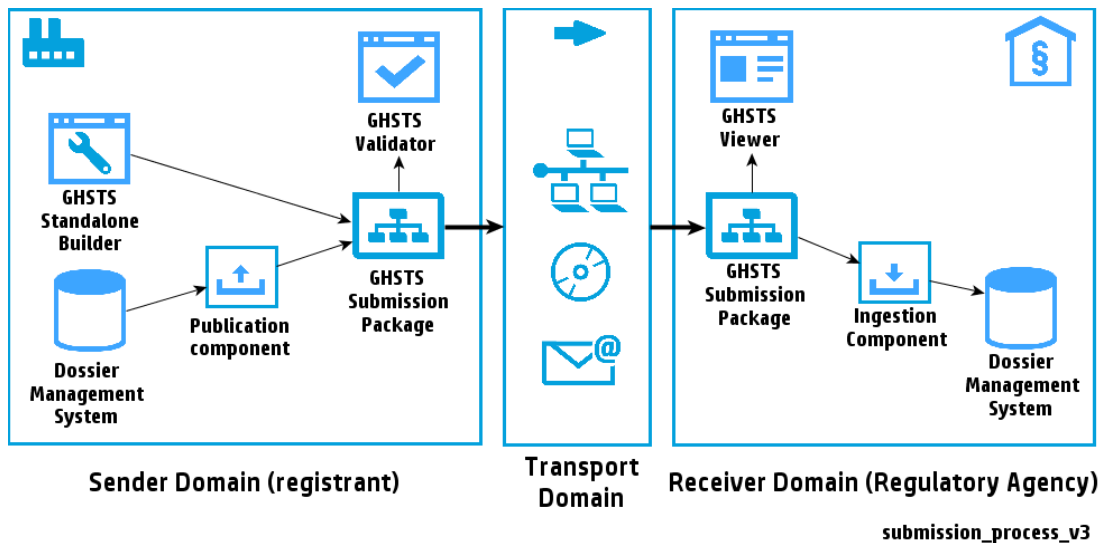 GHSTS
Validator
GHSTS
Standalone
Builder
Publication
component
GHSTS
Submission
Package
Dossier
Management
System
Sender Domain (registrant)
@
Transport
Domain
§
GHSTS
Viewer
GHSTS
Submission
Package
Ingestion
Component
Dossier
Management
System
Receiver Domain (Regulatory Agency)
submission_process_v3